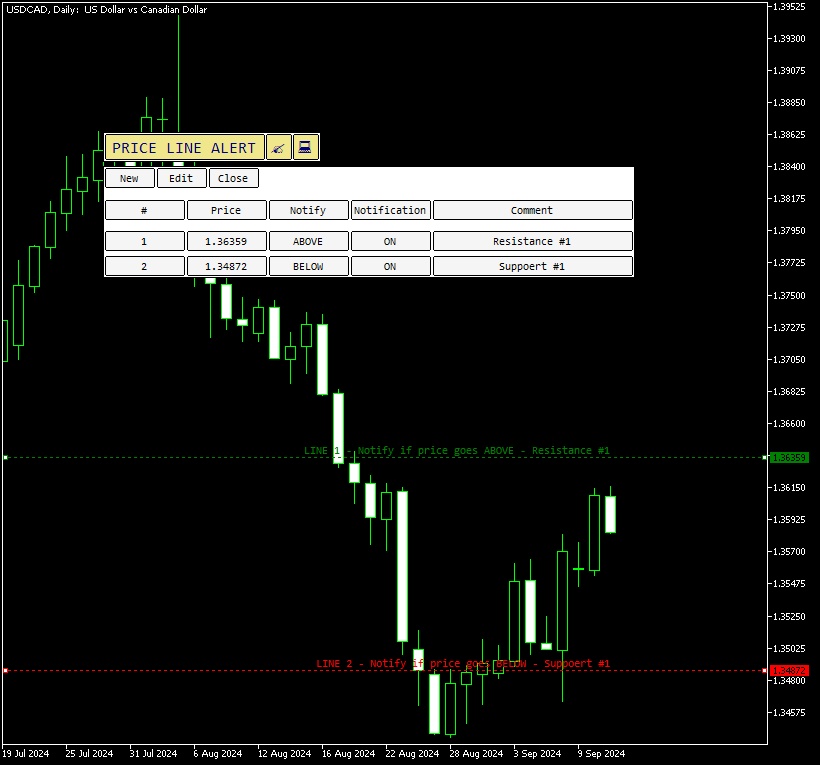 USDCAD, Daily: US Dollar vs Canadian Dollar
1.39525
1.39300
1.39075
1.38850
1.38625
PRICE LINE ALERT
1.38400
New Edit Close
1.38175
# Price Notify Notification Comment
1.37950
1 1.36359 ABOVE ON Resistance #1
1.37725
2 1.34872 BELOW ON Suppoert #1
1.37500
1.37275
1.37050
1.36825
1.36600
LINE 1 - Notify if price goes ABOVE - Resistance #1
1.36359
1.36150
1.35925
1.35700
1.35475
1.35250
1.35025
LINE 2 - Notify if price goes BELOW - Suppoert #1
1.34872
1.34800
1.34575
19 Jul 2024 25 Jul 2024 31 Jul 2024 6 Aug 2024 12 Aug 2024 16 Aug 2024 22 Aug 2024 28 Aug 2024 3 Sep 2024 9 Sep 2024